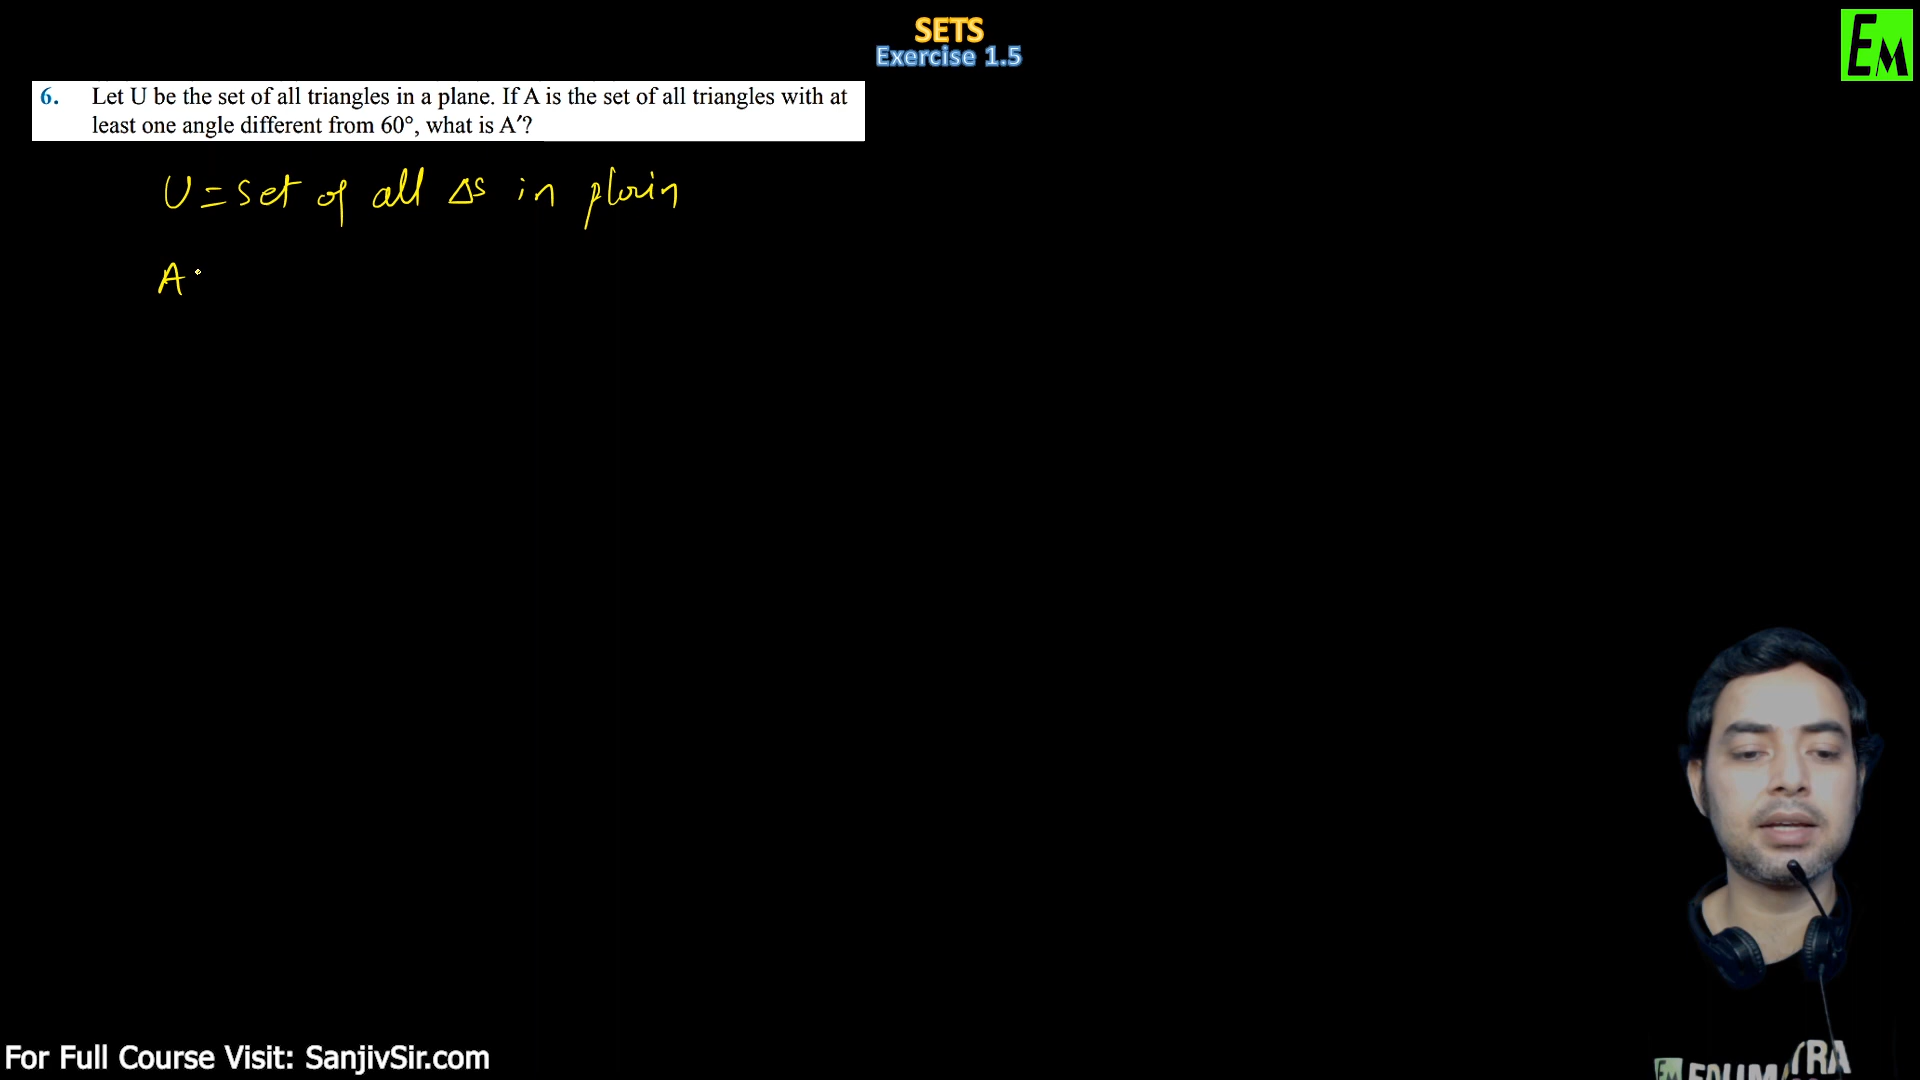 SETS
Exercise 1.5
EM
6. Let U be the set of all triangles in a plane. If A is the set of all triangles with at
least one angle different from 60°, what is A′?
U = set of all Δs in plain
A
For Full Course Visit: SanjivSir.com